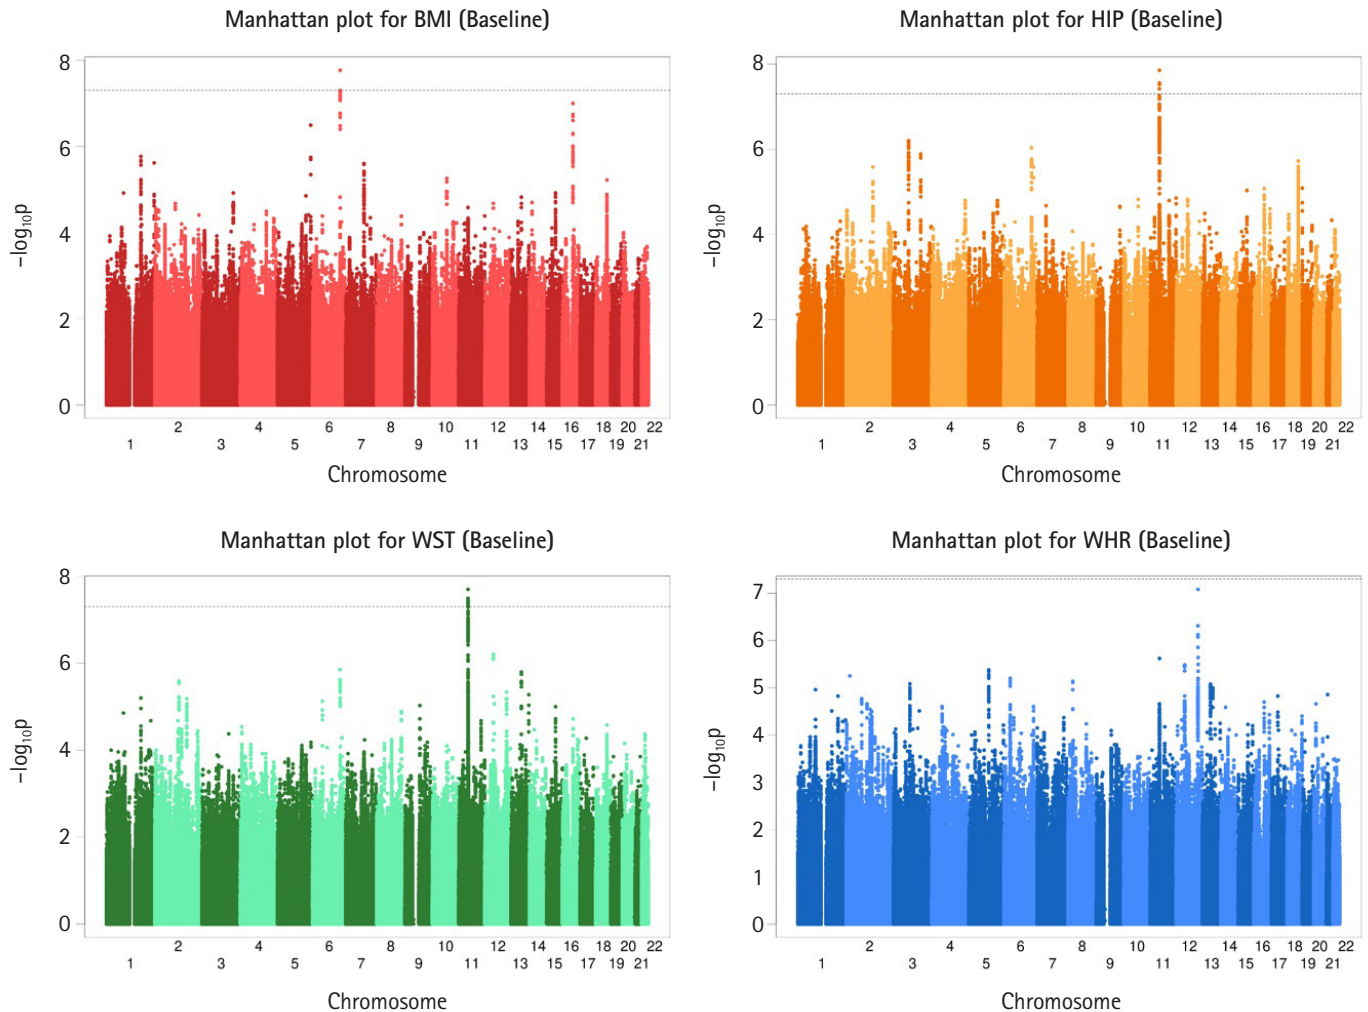 Manhattan plot for BMI (Baseline)
8
6
4
2
0
−log10p
2 4 6 8 10 12 14 16 18 20 22
1 3 5 7 9 11 13 15 17 19 21
Chromosome
Manhattan plot for HIP (Baseline)
8
6
4
2
0
−log10p
2 4 6 8 10 12 14 16 18 20 22
1 3 5 7 9 11 13 15 17 19 21
Chromosome
Manhattan plot for WST (Baseline)
8
6
4
2
0
−log10p
2 4 6 8 10 12 14 16 18 20 22
1 3 5 7 9 11 13 15 17 19 21
Chromosome
Manhattan plot for WHR (Baseline)
7
6
5
4
3
2
1
0
−log10p
2 4 6 8 10 12 14 16 18 20 22
1 3 5 7 9 11 13 15 17 19 21
Chromosome